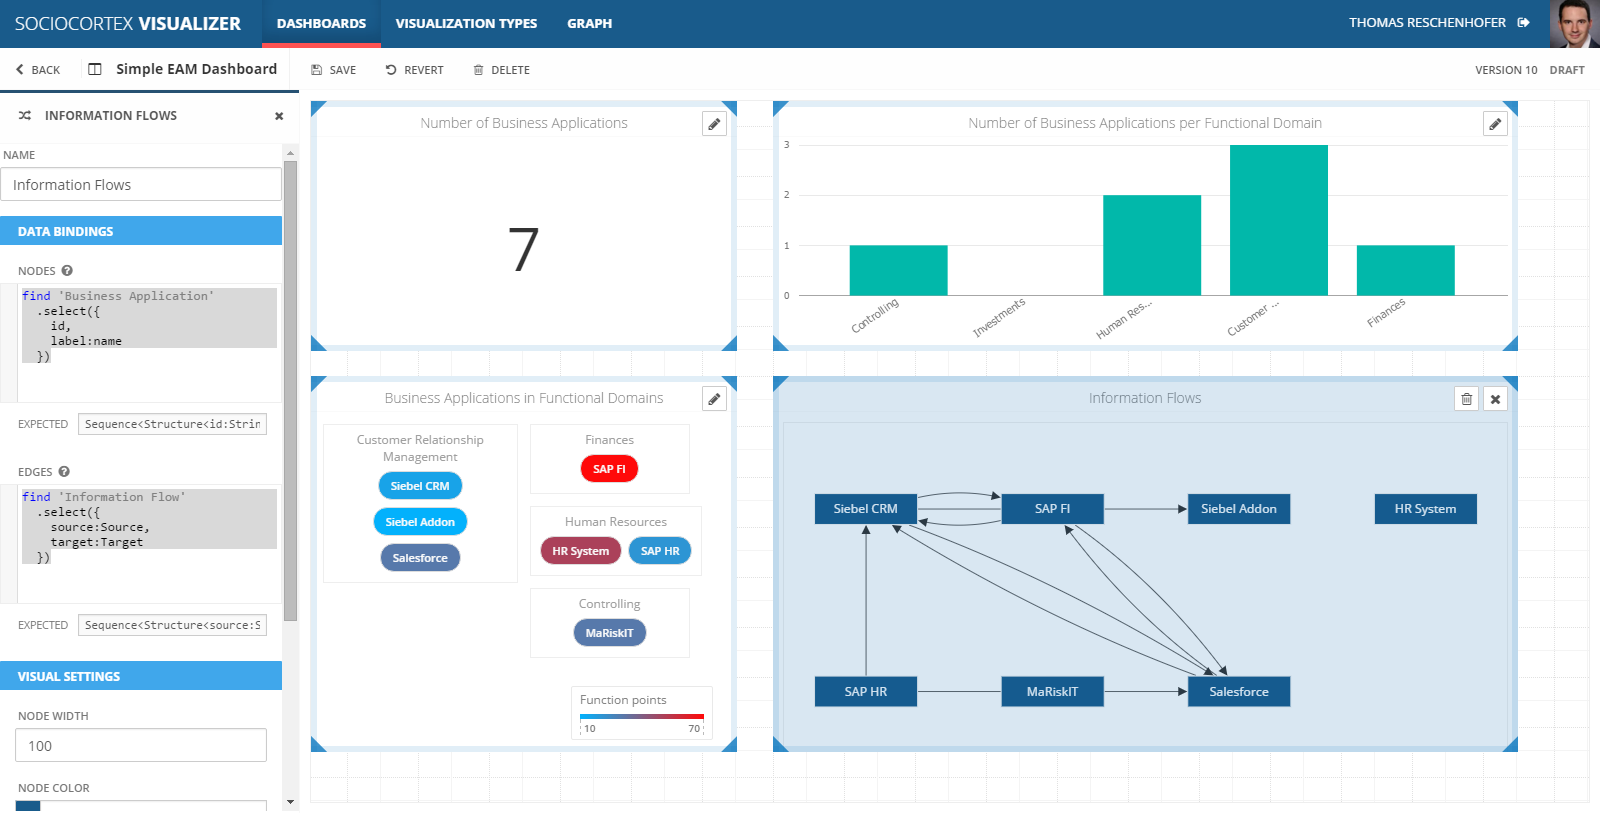 SOCIOCORTEX VISUALIZER
DASHBOARDS
VISUALIZATION TYPES
GRAPH
THOMAS RESCHENHOFER
BACK
Simple EAM Dashboard
SAVE
REVERT
DELETE
VERSION 10
DRAFT
INFORMATION FLOWS
NAME
Information Flows
DATA BINDINGS
NODES
find 'Business Application'
.select({
id,
label:name
})
EXPECTED Sequence<Structure<id:Strin
EDGES
find 'Information Flow'
.select({
source:Source,
target:Target
})
EXPECTED Sequence<Structure<source:S
VISUAL SETTINGS
NODE WIDTH
100
NODE COLOR
Number of Business Applications
7
Number of Business Applications per Functional Domain
3
2
1
0
Controlling
Investments
Human Res...
Customer ...
Finances
Business Applications in Functional Domains
Customer Relationship
Management
Siebel CRM
Siebel Addon
Salesforce
Finances
SAP FI
Human Resources
HR System
SAP HR
Controlling
MaRiskIT
Function points
10
70
Information Flows
Siebel CRM
SAP FI
Siebel Addon
HR System
SAP HR
MaRiskIT
Salesforce